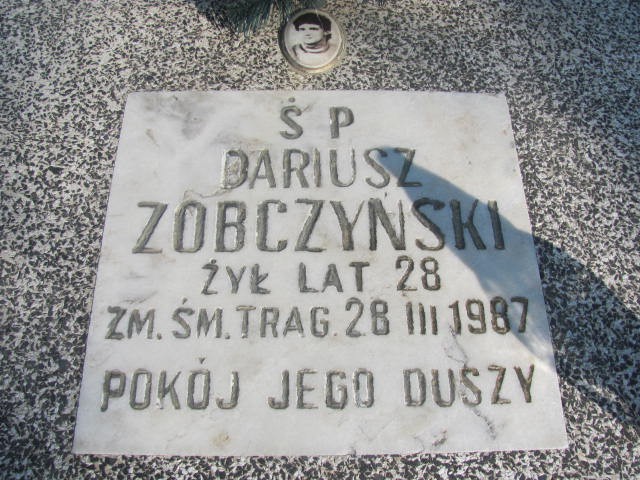 Ś P
DARIUSZ
ZOBCZYŃSKI
ŻYŁ LAT 28
ZM. ŚM. TRAG. 28 III 1987
POKÓJ JEGO DUSZY